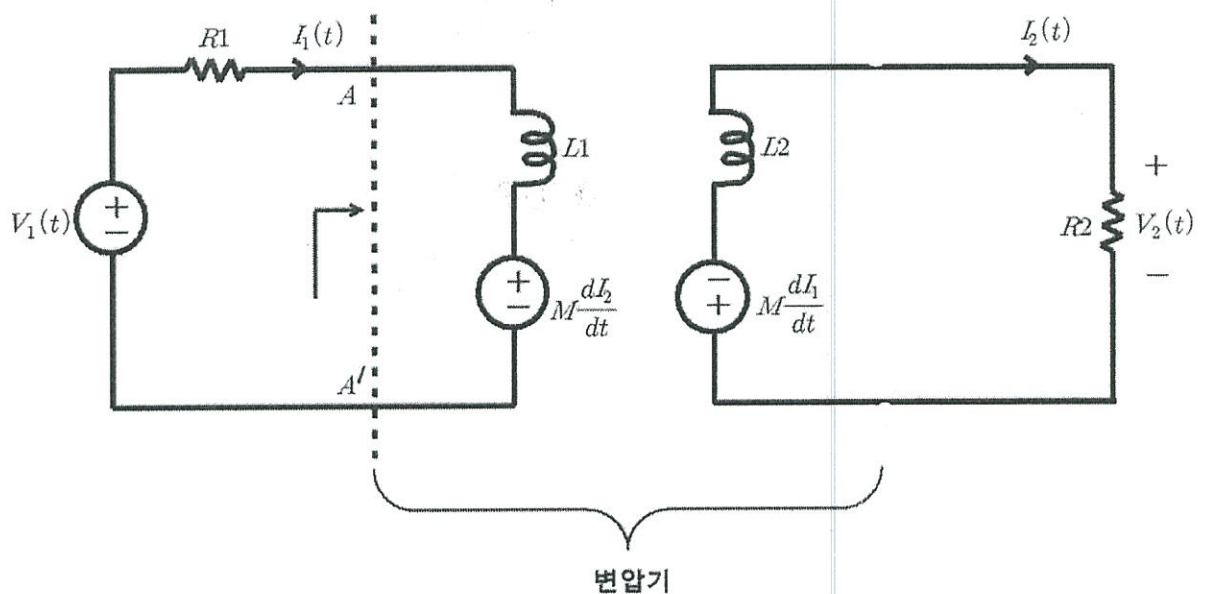 R1
I₁(t)
I₂(t)
A
L1
L2
+
V₁(t)
+
−
R2
V₂(t)
+
−
M dI₂/dt
−
+
M dI₁/dt
−
A′
변압기